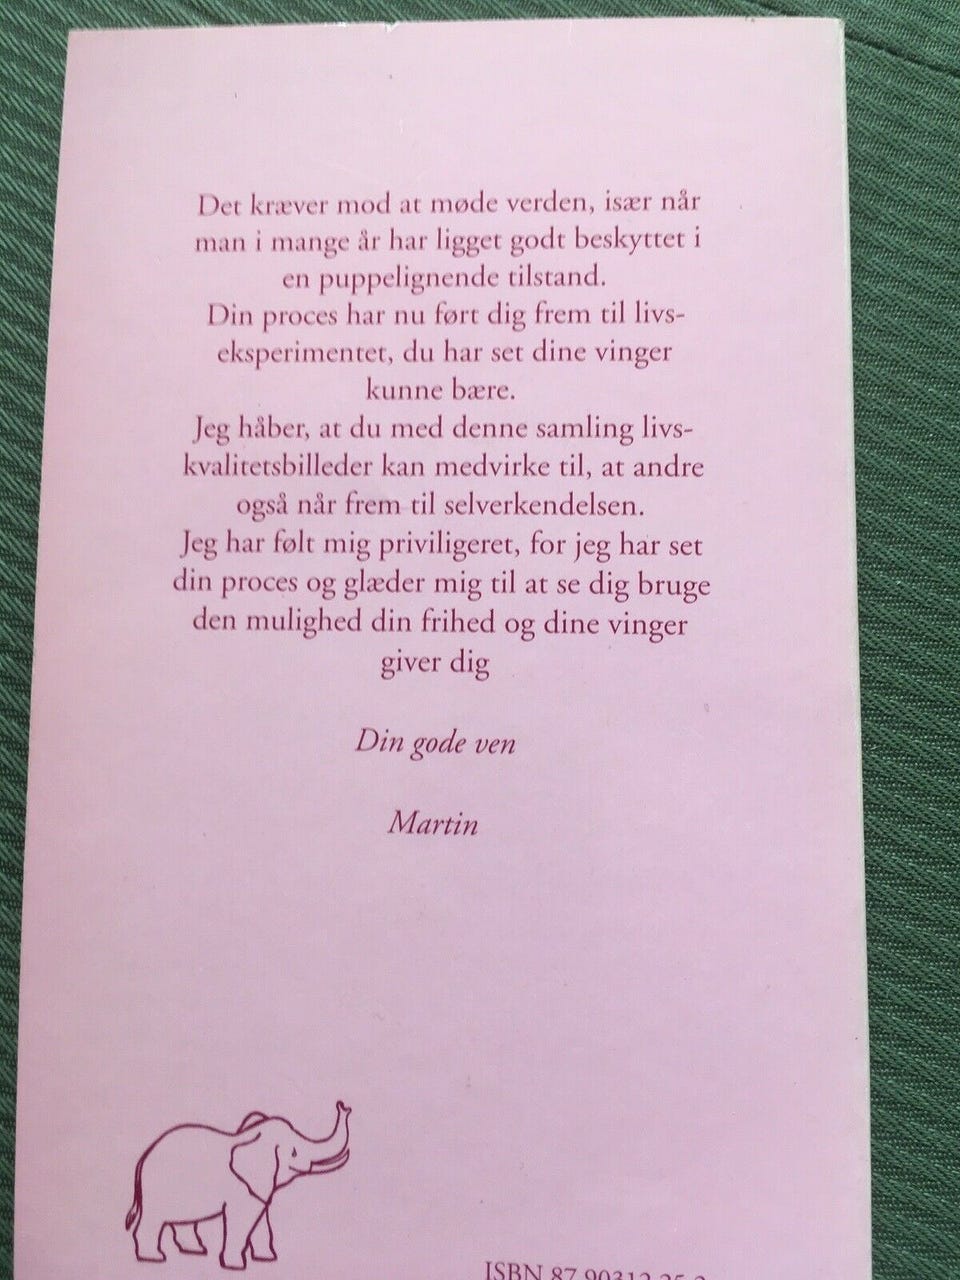 Det kræver mod at møde verden, især når
man i mange år har ligget godt beskyttet i
en puppelignende tilstand.
Din proces har nu ført dig frem til livs-
eksperimentet, du har set dine vinger
kunne bære.
Jeg håber, at du med denne samling livs-
kvalitetsbilleder kan medvirke til, at andre
også når frem til selverkendelsen.
Jeg har følt mig priviligeret, for jeg har set
din proces og glæder mig til at se dig bruge
den mulighed din frihed og dine vinger
giver dig
Din gode ven
Martin
ISBN 87